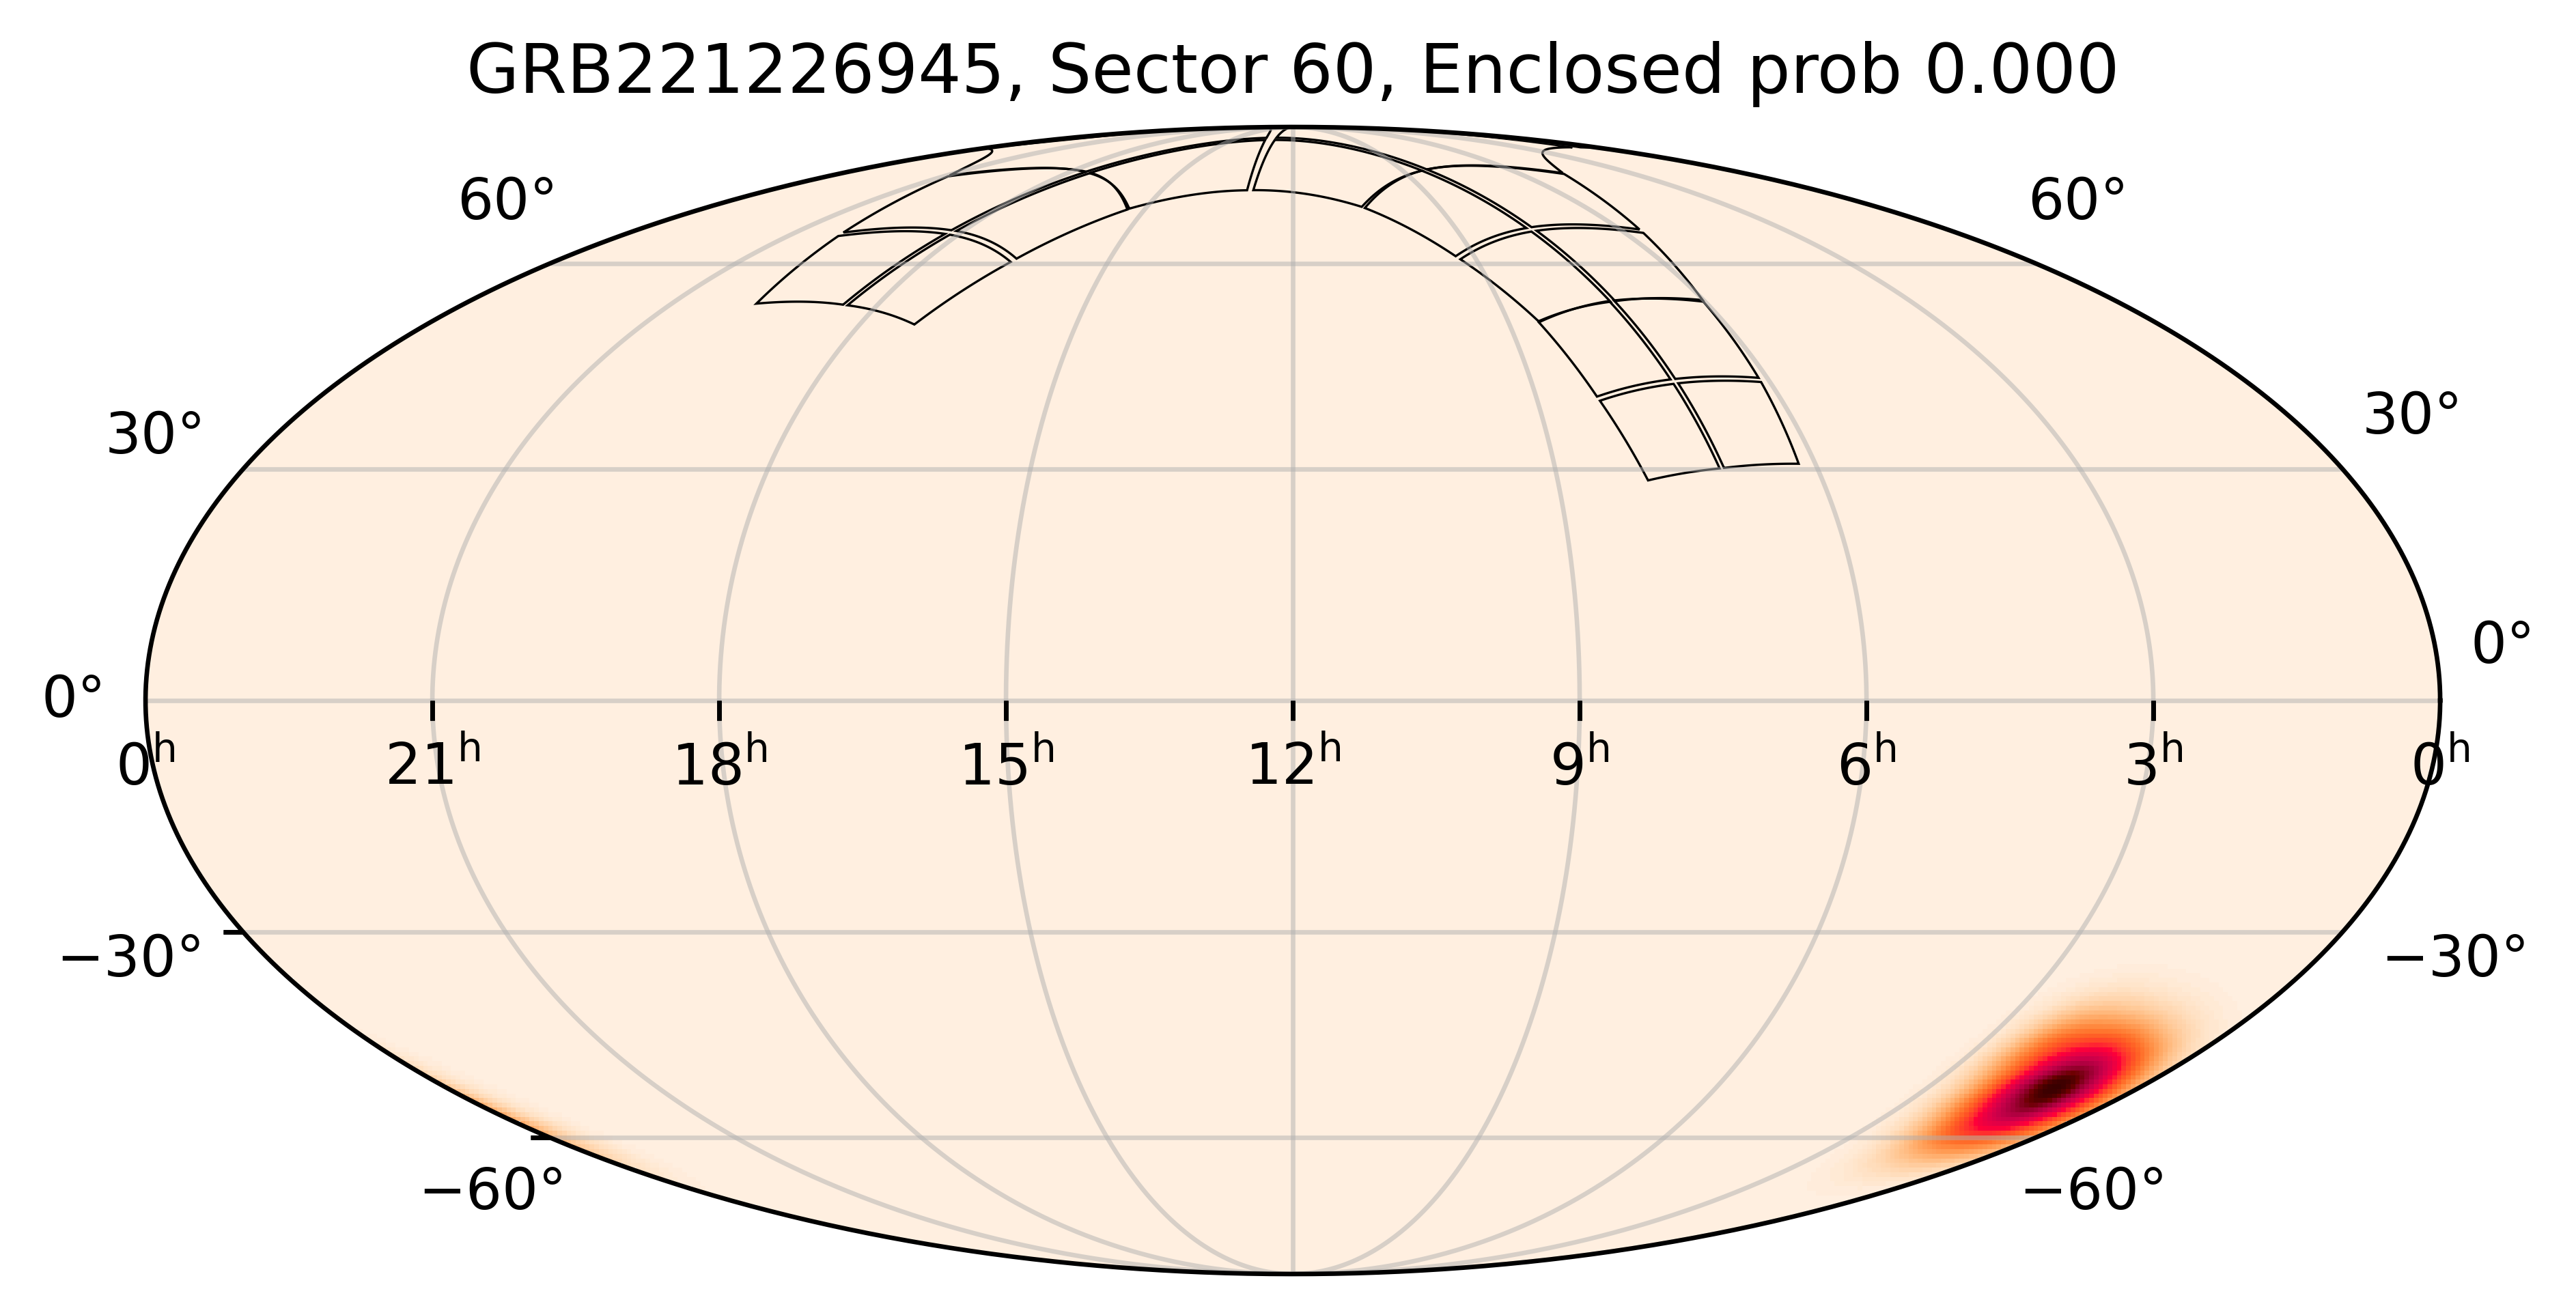 GRB221226945, Sector 60, Enclosed prob 0.000
60° 60°
30° 30°
0° 0°
0h 21h 18h 15h 12h 9h 6h 3h 0h
−30° −30°
−60° −60°